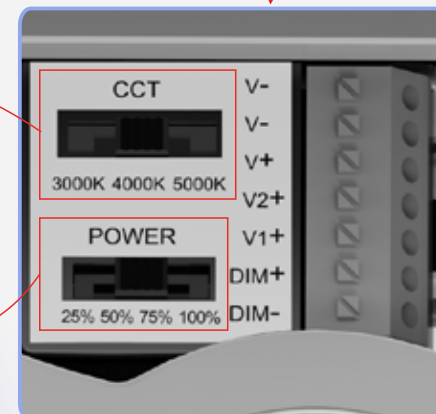 CCT
3000K 4000K 5000K
POWER
25% 50% 75% 100%
V-
V-
V+
V2+
V1+
DIM+
DIM-